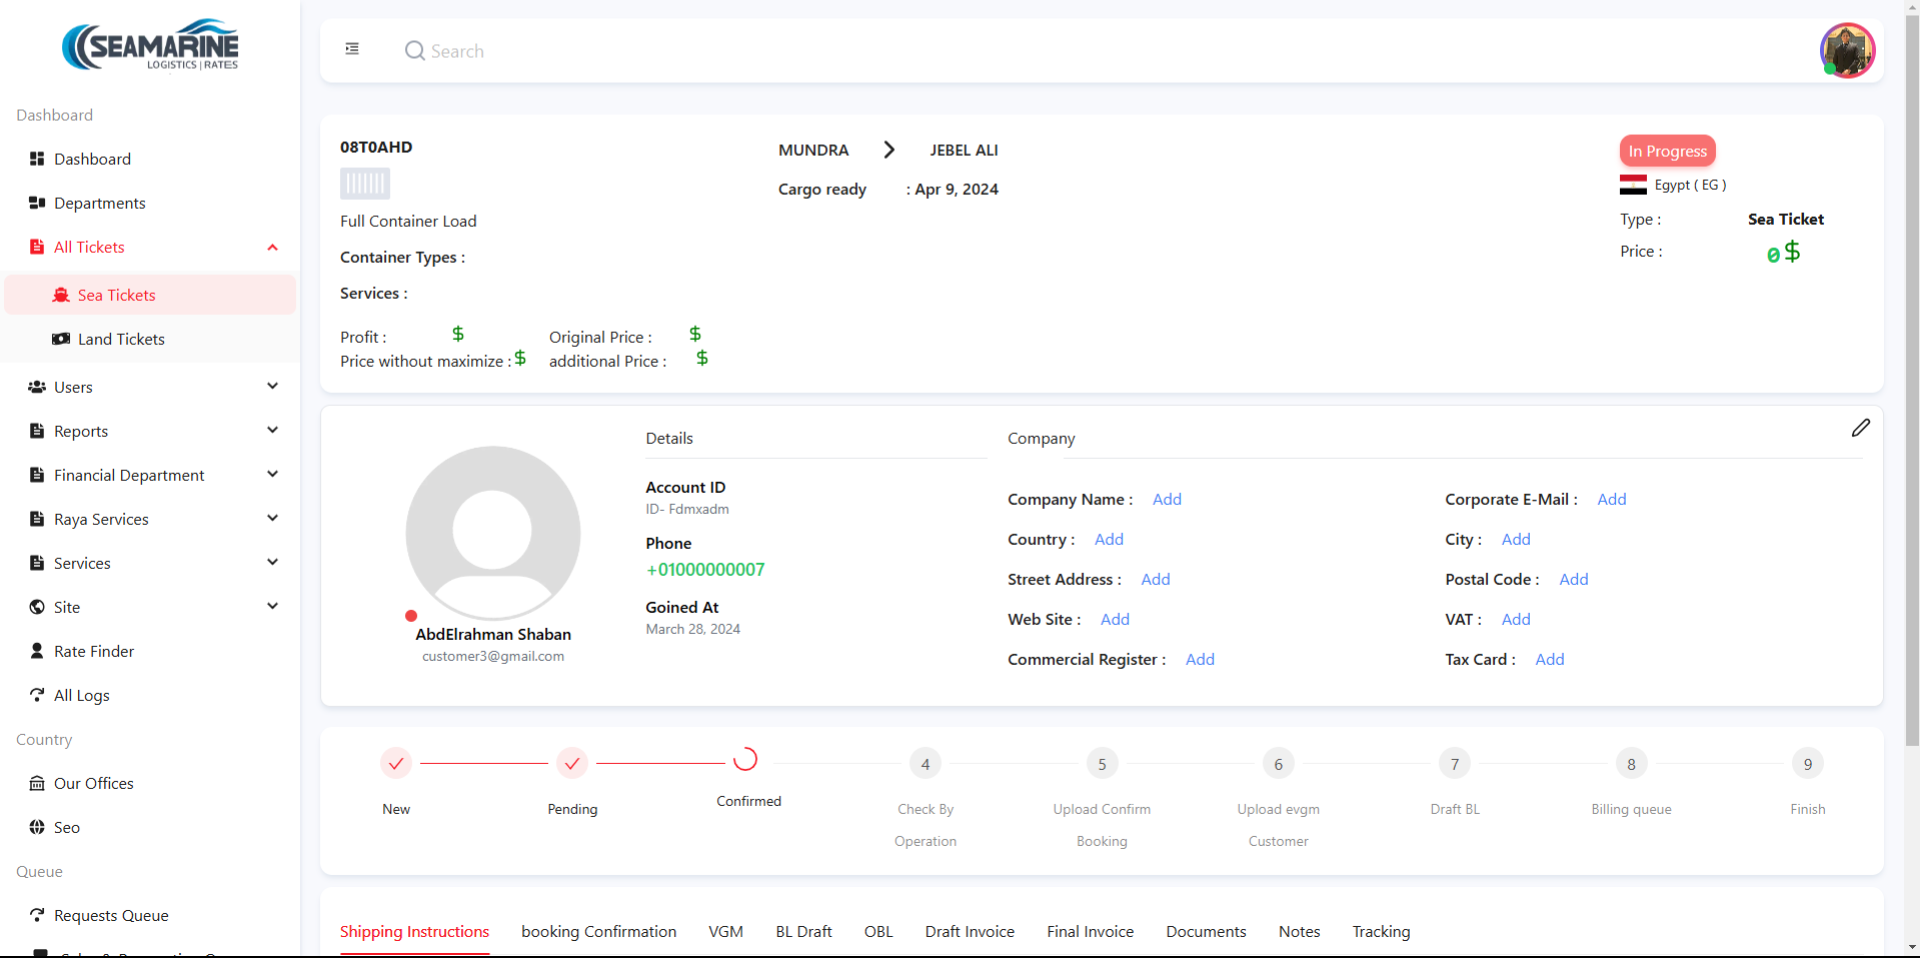 SEAMARINE
LOGISTICS | RATES
Search
Dashboard
Dashboard
Departments
All Tickets
Sea Tickets
Land Tickets
Users
Reports
Financial Department
Raya Services
Services
Site
Rate Finder
All Logs
Country
Our Offices
Seo
Queue
Requests Queue
08T0AHD
Full Container Load
Container Types :
Services :
Profit : $ Original Price : $
Price without maximize : $ additional Price : $
MUNDRA > JEBEL ALI
Cargo ready : Apr 9, 2024
In Progress
Egypt ( EG )
Type : Sea Ticket
Price : 0 $
AbdElrahman Shaban
customer3@gmail.com
Details
Account ID
ID- Fdmxadm
Phone
+01000000007
Goined At
March 28, 2024
Company
Company Name : Add Corporate E-Mail : Add
Country : Add City : Add
Street Address : Add Postal Code : Add
Web Site : Add VAT : Add
Commercial Register : Add Tax Card : Add
4 5 6 7 8 9
New
Pending
Confirmed
Check By
Operation
Upload Confirm
Booking
Upload evgm
Customer
Draft BL
Billing queue
Finish
Shipping Instructions booking Confirmation VGM BL Draft OBL Draft Invoice Final Invoice Documents Notes Tracking